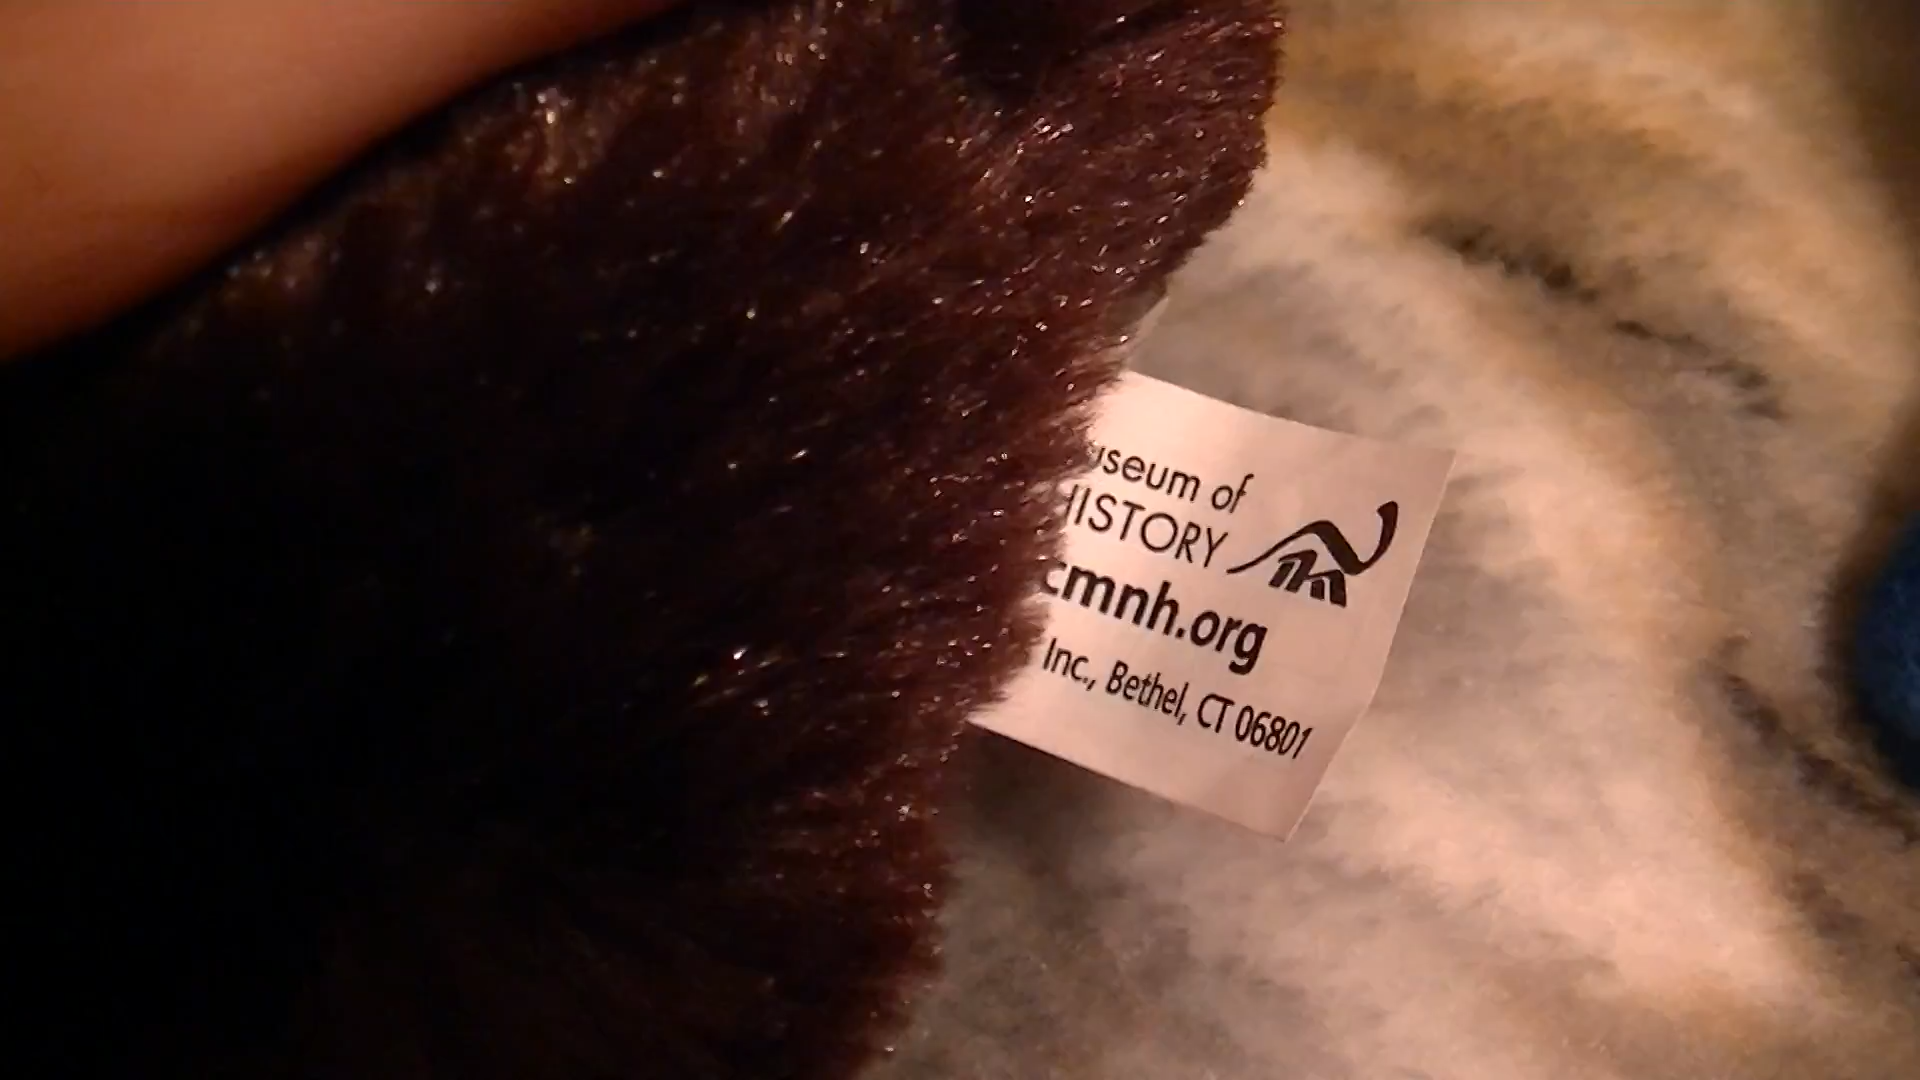 useum of
HISTORY
cmnh.org
Inc., Bethel, CT 06801